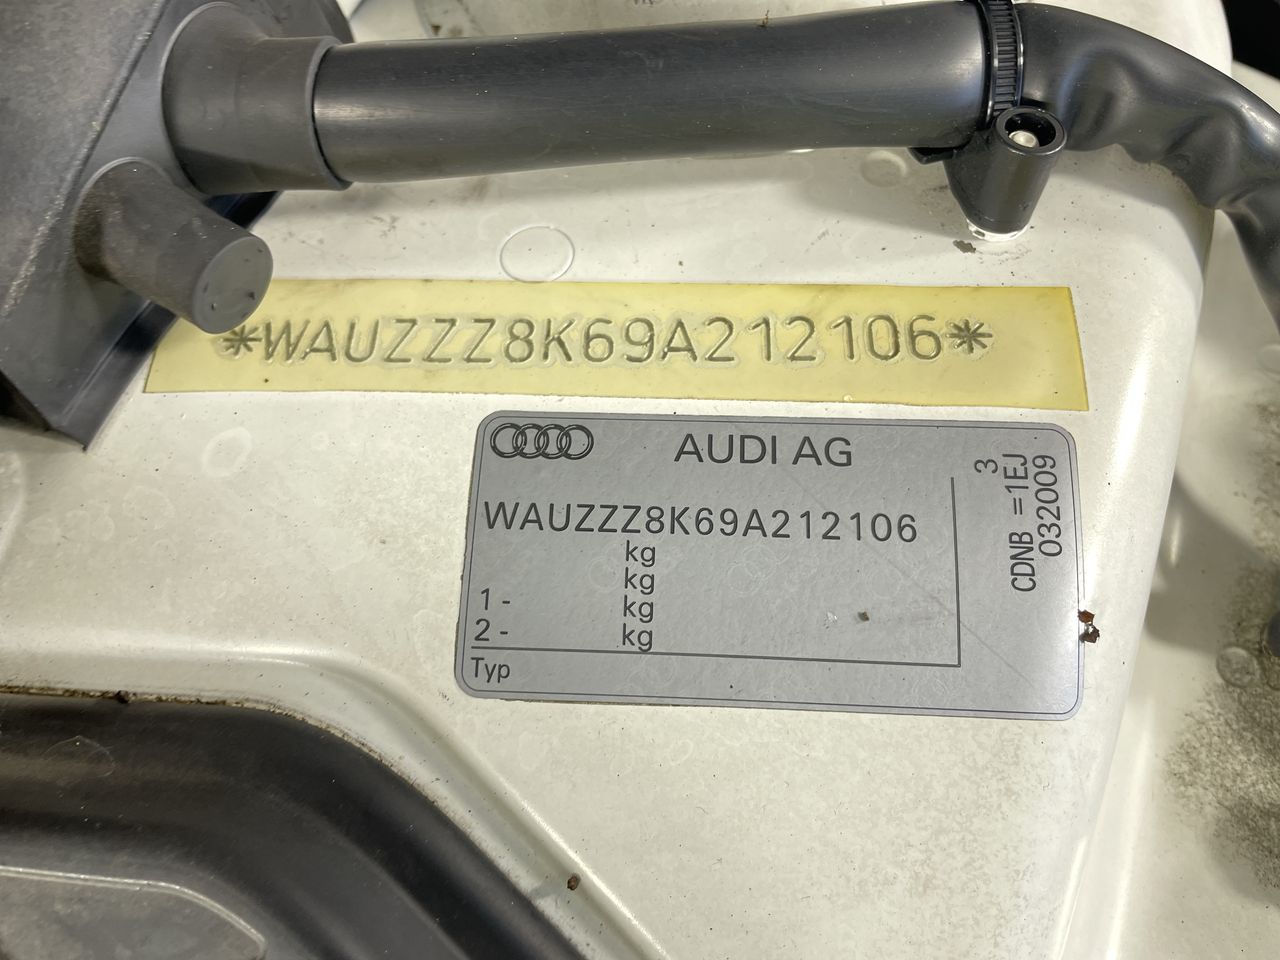 *WAUZZZ8K69A212106*
AUDI AG
WAUZZZ8K69A212106
kg
kg
1 - kg
2 - kg
Typ
3
CDNB =1EJ
032009